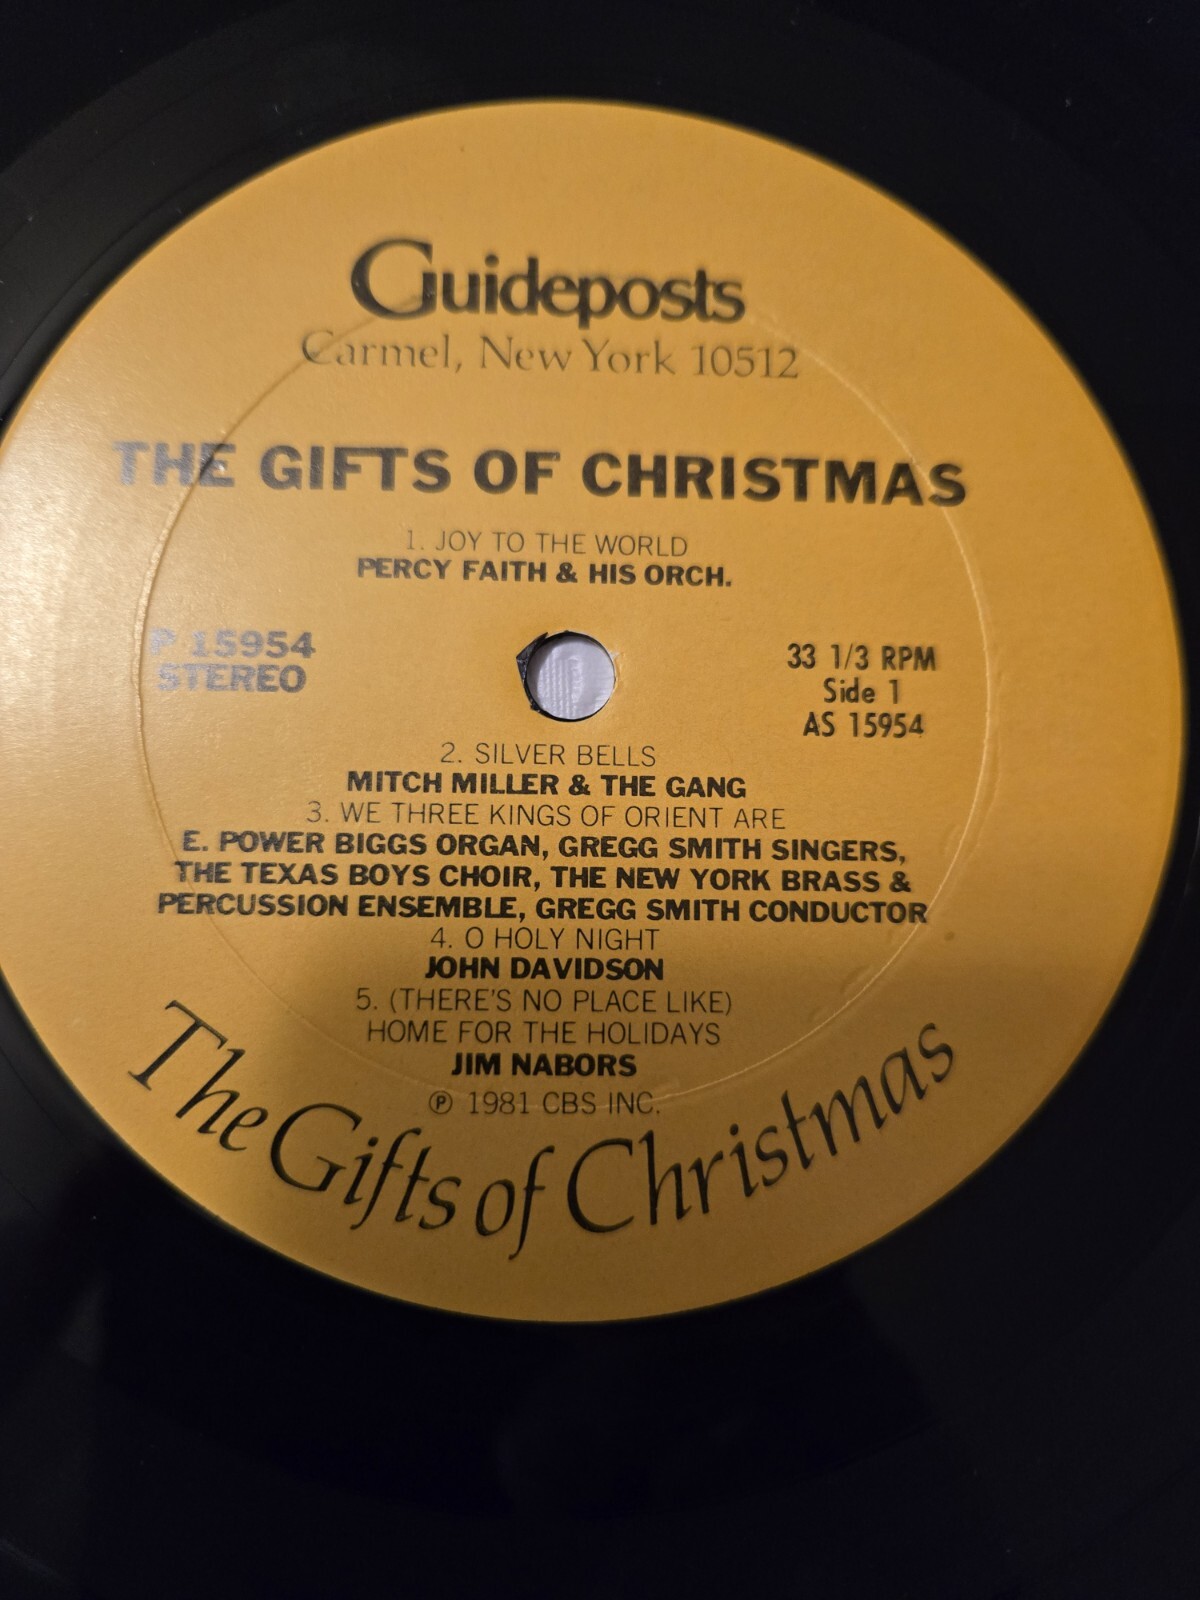 Guideposts
Carmel, New York 10512
THE GIFTS OF CHRISTMAS
1. JOY TO THE WORLD
PERCY FAITH & HIS ORCH.
P 15954
STEREO
33 1/3 RPM
Side 1
AS 15954
2. SILVER BELLS
MITCH MILLER & THE GANG
3. WE THREE KINGS OF ORIENT ARE
E. POWER BIGGS ORGAN, GREGG SMITH SINGERS,
THE TEXAS BOYS CHOIR, THE NEW YORK BRASS &
PERCUSSION ENSEMBLE, GREGG SMITH CONDUCTOR
4. O HOLY NIGHT
JOHN DAVIDSON
5. (THERE'S NO PLACE LIKE)
HOME FOR THE HOLIDAYS
JIM NABORS
℗ 1981 CBS INC.
The Gifts of Christmas